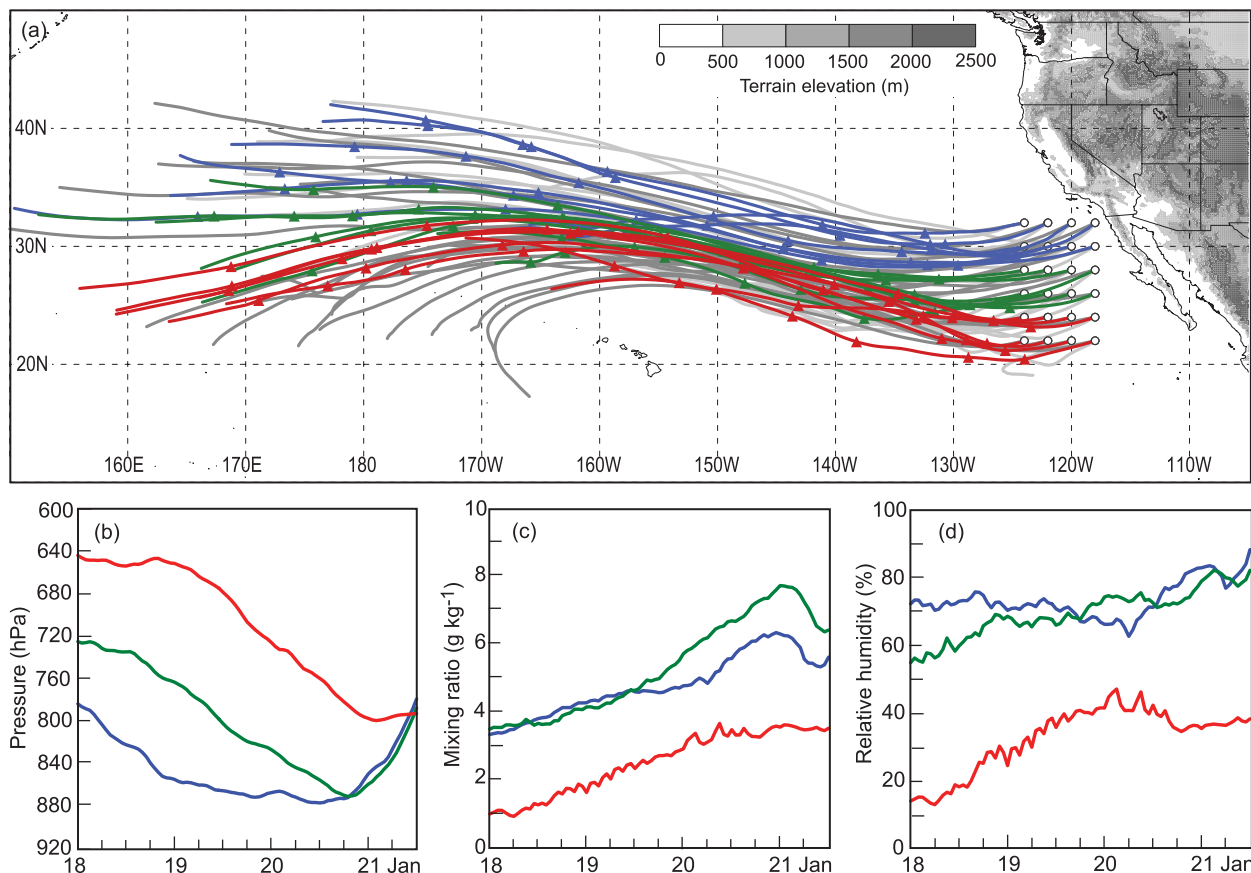 (a)
0 500 1000 1500 2000 2500
Terrain elevation (m)
40N
30N
20N
160E 170E 180 170W 160W 150W 140W 130W 120W 110W
(b)
Pressure (hPa)
600
640
680
720
760
800
840
880
920
18 19 20 21 Jan
(c)
Mixing ratio (g kg-1)
10
8
6
4
2
0
18 19 20 21 Jan
(d)
Relative humidity (%)
100
80
60
40
20
0
18 19 20 21 Jan